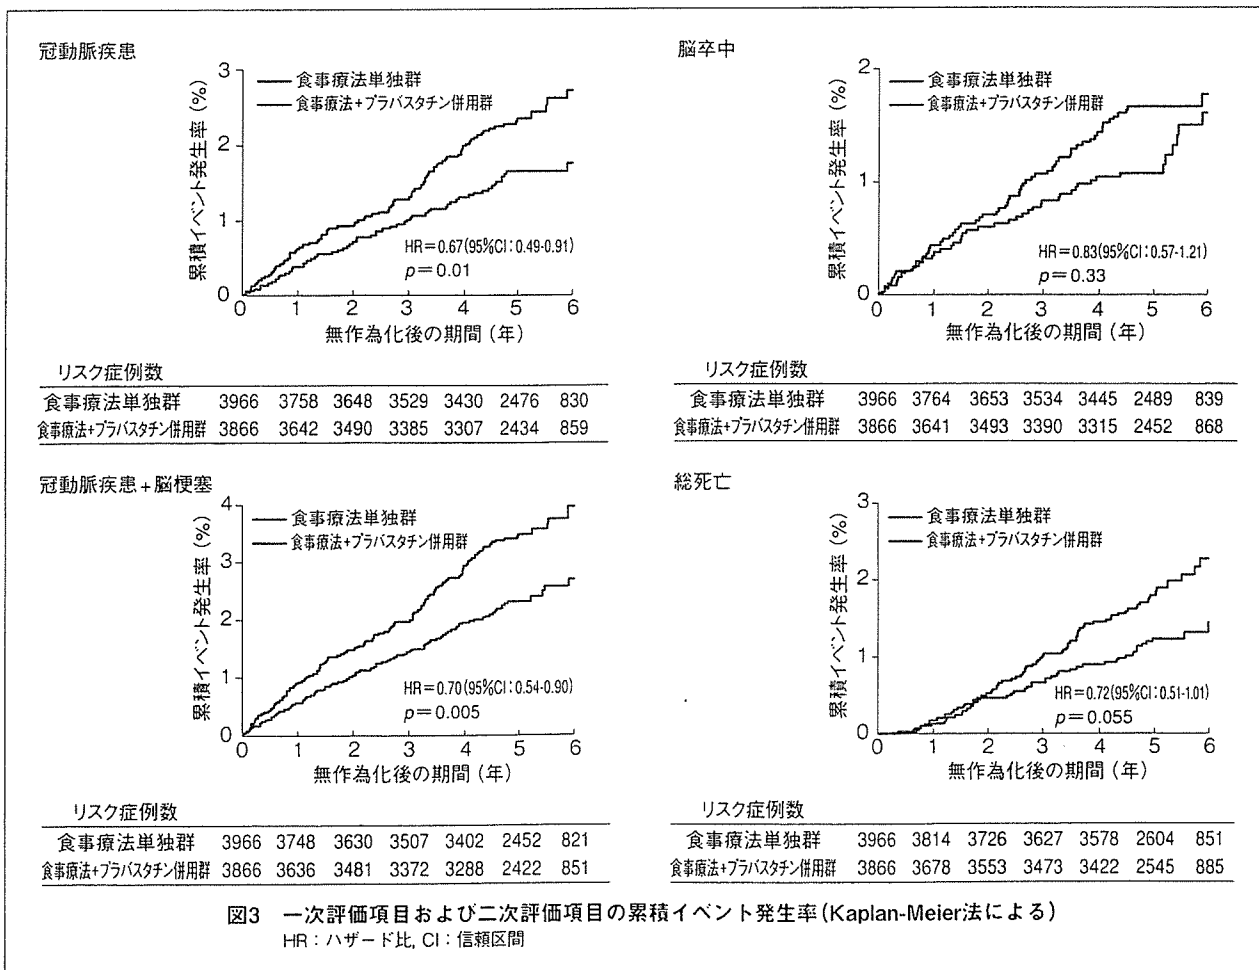 冠動脈疾患
累積イベント発生率 (%)
3
2
1
0
食事療法単独群
食事療法+プラバスタチン併用群
HR=0.67(95%CI:0.49-0.91)
p=0.01
0 1 2 3 4 5 6
無作為化後の期間 (年)
リスク症例数
食事療法単独群 3966 3758 3648 3529 3430 2476 830
食事療法+プラバスタチン併用群 3866 3642 3490 3385 3307 2434 859
脳卒中
累積イベント発生率 (%)
2
1
0
食事療法単独群
食事療法+プラバスタチン併用群
HR=0.83(95%CI:0.57-1.21)
p=0.33
0 1 2 3 4 5 6
無作為化後の期間 (年)
リスク症例数
食事療法単独群 3966 3764 3653 3534 3445 2489 839
食事療法+プラバスタチン併用群 3866 3641 3493 3390 3315 2452 868
冠動脈疾患+脳梗塞
累積イベント発生率 (%)
4
3
2
1
0
食事療法単独群
食事療法+プラバスタチン併用群
HR=0.70(95%CI:0.54-0.90)
p=0.005
0 1 2 3 4 5 6
無作為化後の期間 (年)
リスク症例数
食事療法単独群 3966 3748 3630 3507 3402 2452 821
食事療法+プラバスタチン併用群 3866 3636 3481 3372 3288 2422 851
総死亡
累積イベント発生率 (%)
3
2
1
0
食事療法単独群
食事療法+プラバスタチン併用群
HR=0.72(95%CI:0.51-1.01)
p=0.055
0 1 2 3 4 5 6
無作為化後の期間 (年)
リスク症例数
食事療法単独群 3966 3814 3726 3627 3578 2604 851
食事療法+プラバスタチン併用群 3866 3678 3553 3473 3422 2545 885
図3 一次評価項目および二次評価項目の累積イベント発生率(Kaplan-Meier法による)
HR:ハザード比, CI:信頼区間